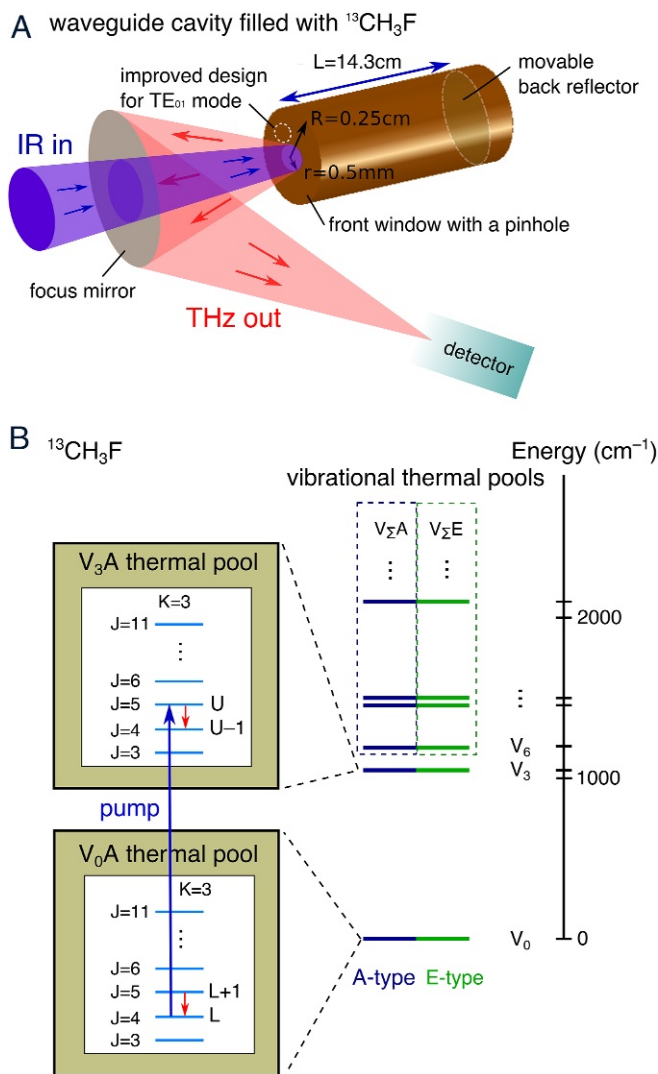 A waveguide cavity filled with ¹³CH₃F
L=14.3cm
movable
back reflector
improved design
for TE₀₁ mode
R=0.25cm
IR in
r=0.5mm
front window with a pinhole
focus mirror
THz out
detector
B ¹³CH₃F
Energy (cm⁻¹)
vibrational thermal pools
V₃A thermal pool
K=3
J=11
⋮
J=6
J=5 U
J=4 U−1
J=3
pump
V₀A thermal pool
K=3
J=11
⋮
J=6
J=5 L+1
J=4 L
J=3
VΣA VΣE
⋮ ⋮
2000
⋮
V₆
V₃
1000
V₀ 0
A-type E-type